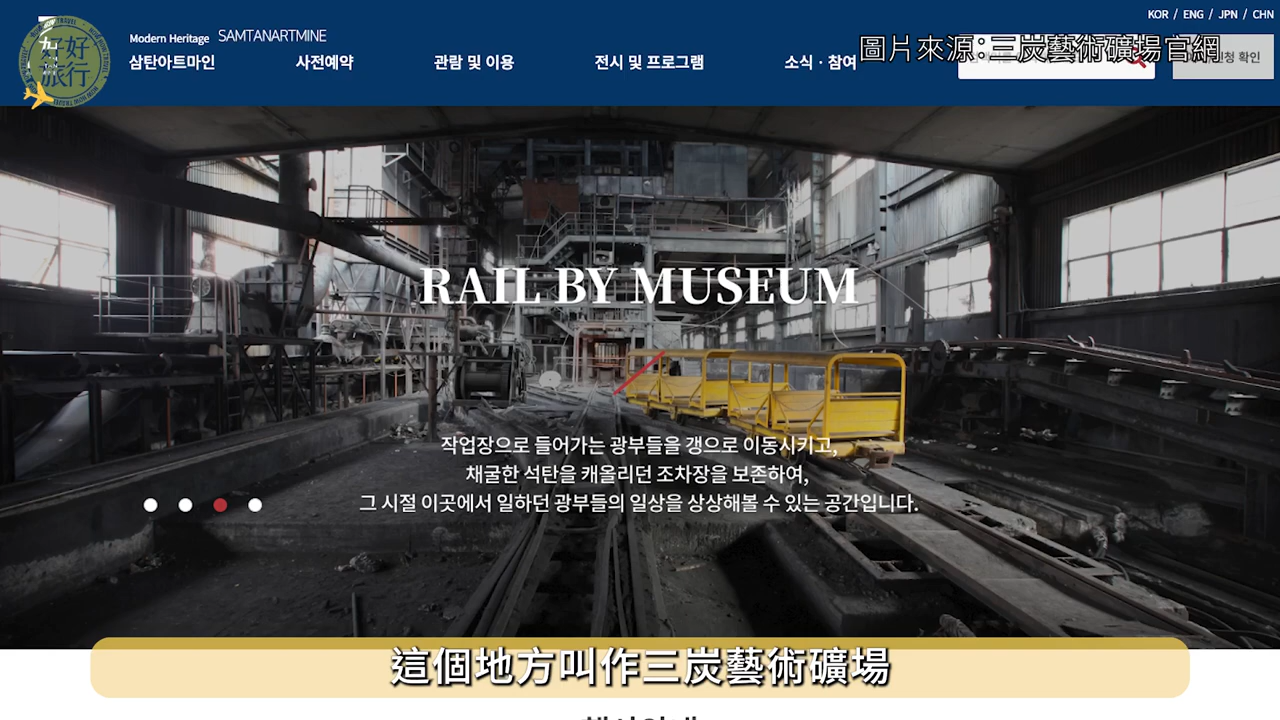 KOR / ENG / JPN / CHN
好好
旅行
Modern Heritage SAMTANARTMINE
圖片來源:三炭藝術礦場官網
삼탄아트마인 사전예약 관람 및 이용 전시 및 프로그램 소식 · 참여
신청 확인
RAIL BY MUSEUM
작업장으로 들어가는 광부들을 갱으로 이동시키고,
채굴한 석탄을 캐올리던 조차장을 보존하여,
그 시절 이곳에서 일하던 광부들의 일상을 상상해볼 수 있는 공간입니다.
這個地方叫作三炭藝術礦場